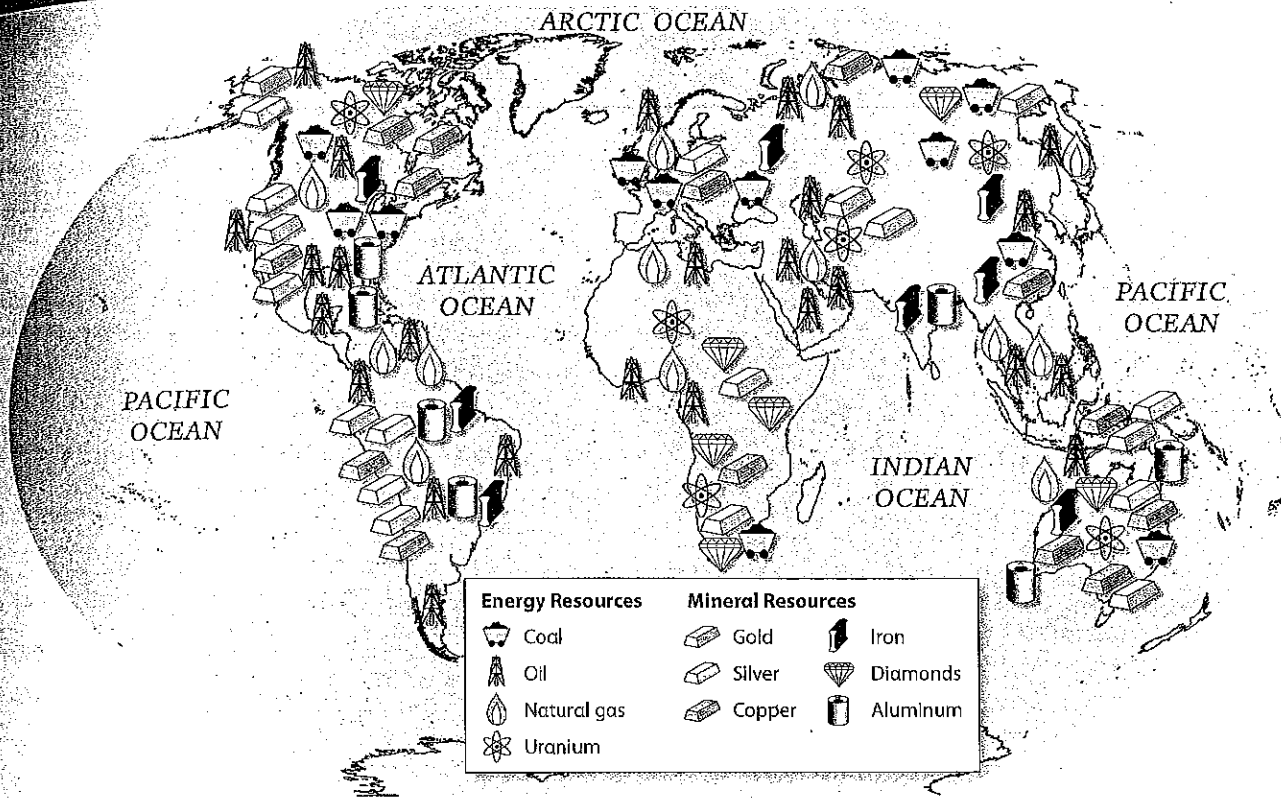 ARCTIC OCEAN
ATLANTIC
OCEAN
PACIFIC
OCEAN
PACIFIC
OCEAN
INDIAN
OCEAN
Energy Resources
Coal
Oil
Natural gas
Uranium
Mineral Resources
Gold
Silver
Copper
Iron
Diamonds
Aluminum